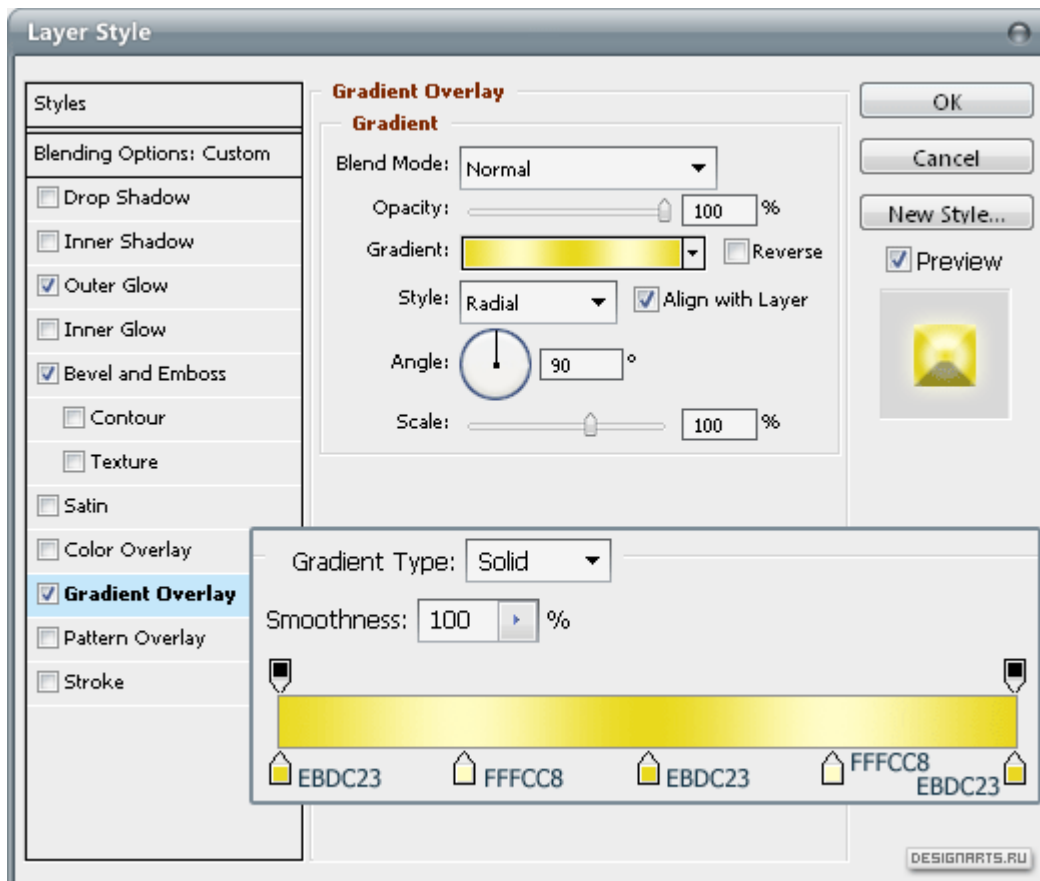 Layer Style
Styles
Blending Options: Custom
Drop Shadow
Inner Shadow
Outer Glow
Inner Glow
Bevel and Emboss
Contour
Texture
Satin
Color Overlay
Gradient Overlay
Pattern Overlay
Stroke
Gradient Overlay
Gradient
Blend Mode: Normal
Opacity: 100 %
Gradient: Reverse
Style: Radial Align with Layer
Angle: 90 °
Scale: 100 %
OK
Cancel
New Style...
Preview
Gradient Type: Solid
Smoothness: 100 %
EBDC23 FFFCC8 EBDC23 FFFCC8 EBDC23
DESIGNARTS.RU